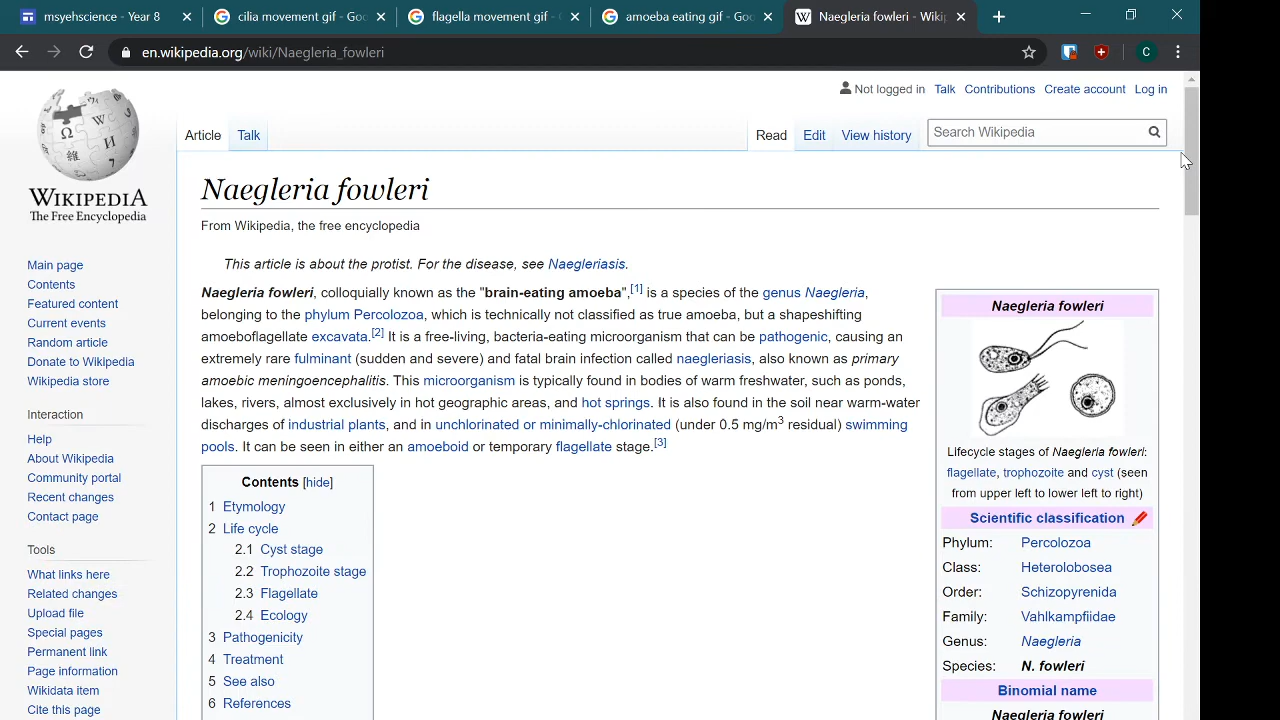 msyehscience - Year 8
cilia movement gif - Goo
flagella movement gif -
amoeba eating gif - Goo
Naegleria fowleri - Wiki
en.wikipedia.org/wiki/Naegleria_fowleri
C
Not logged in Talk Contributions Create account Log in
Article Talk Read Edit View history Search Wikipedia
WIKIPEDIA
The Free Encyclopedia
Main page
Contents
Featured content
Current events
Random article
Donate to Wikipedia
Wikipedia store
Interaction
Help
About Wikipedia
Community portal
Recent changes
Contact page
Tools
What links here
Related changes
Upload file
Special pages
Permanent link
Page information
Wikidata item
Cite this page
Naegleria fowleri
From Wikipedia, the free encyclopedia
This article is about the protist. For the disease, see Naegleriasis.
Naegleria fowleri, colloquially known as the "brain-eating amoeba",[1] is a species of the genus Naegleria,
belonging to the phylum Percolozoa, which is technically not classified as true amoeba, but a shapeshifting
amoeboflagellate excavata.[2] It is a free-living, bacteria-eating microorganism that can be pathogenic, causing an
extremely rare fulminant (sudden and severe) and fatal brain infection called naegleriasis, also known as primary
amoebic meningoencephalitis. This microorganism is typically found in bodies of warm freshwater, such as ponds,
lakes, rivers, almost exclusively in hot geographic areas, and hot springs. It is also found in the soil near warm-water
discharges of industrial plants, and in unchlorinated or minimally-chlorinated (under 0.5 mg/m3 residual) swimming
pools. It can be seen in either an amoeboid or temporary flagellate stage.[3]
Contents [hide]
1 Etymology
2 Life cycle
2.1 Cyst stage
2.2 Trophozoite stage
2.3 Flagellate
2.4 Ecology
3 Pathogenicity
4 Treatment
5 See also
6 References
Naegleria fowleri
Lifecycle stages of Naegleria fowleri:
flagellate, trophozoite and cyst (seen
from upper left to lower left to right)
Scientific classification
Phylum: Percolozoa
Class: Heterolobosea
Order: Schizopyrenida
Family: Vahlkampfiidae
Genus: Naegleria
Species: N. fowleri
Binomial name
Naegleria fowleri